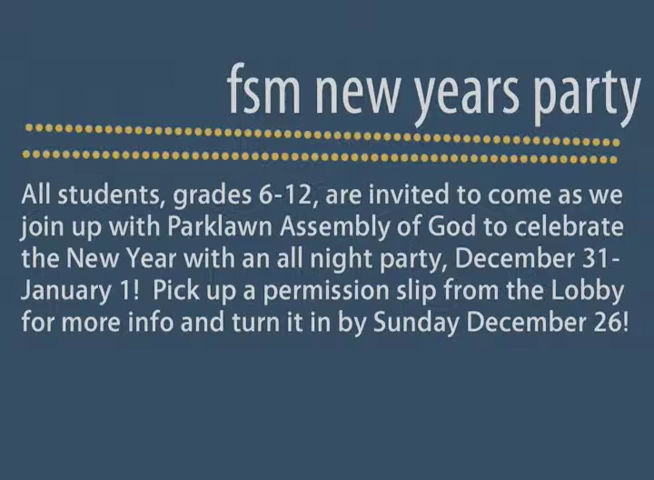 fsm new years party
All students, grades 6-12, are invited to come as we
join up with Parklawn Assembly of God to celebrate
the New Year with an all night party, December 31-
January 1!  Pick up a permission slip from the Lobby
for more info and turn it in by Sunday December 26!